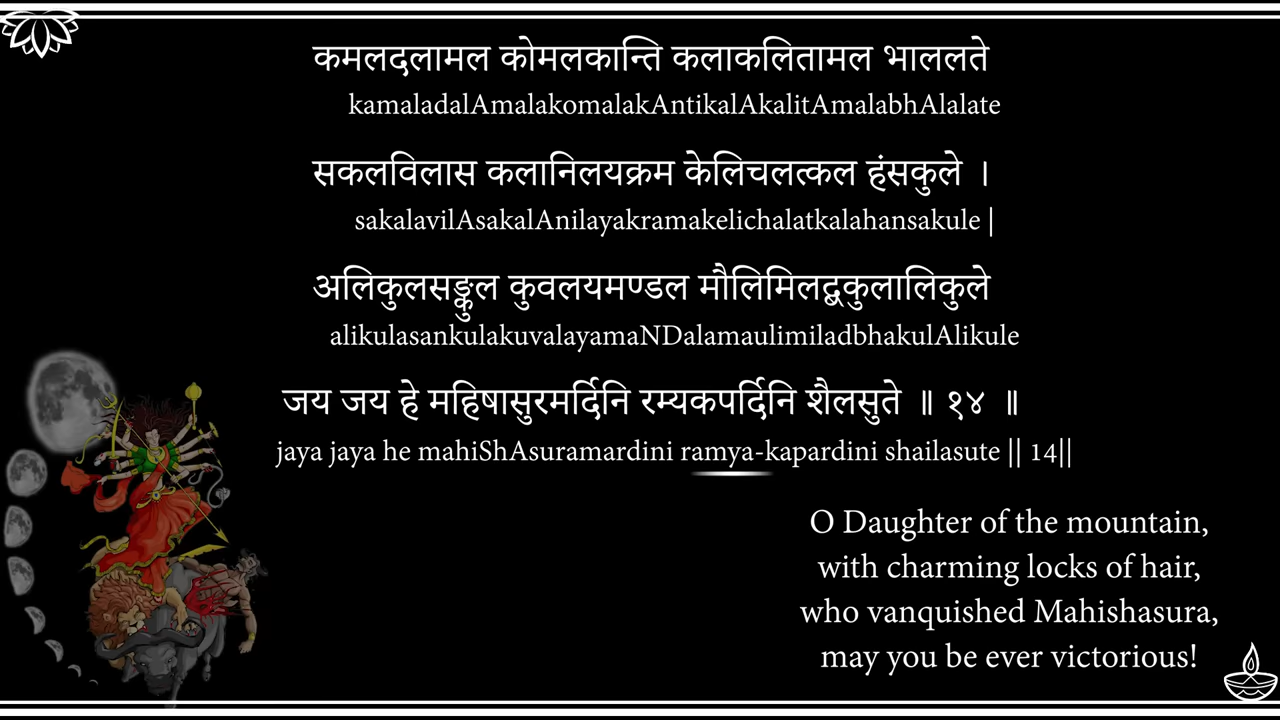 कमलदलामल कोमलकान्ति कलाकलितामल भाललते
kamaladalAmalakomalakAntikalAkalitAmalabhAlalate
सकलविलास कलानिलयक्रम केलिचलत्कल हंसकुले ।
sakalavilAsakalAnilayakramakelichalatkalahansakule |
अलिकुलसङ्कुल कुवलयमण्डल मौलिमिलद्बकुलालिकुले
alikulasankulakuvalayamaNDalamaulimiladbhakulAlikule
जय जय हे महिषासुरमर्दिनि रम्यकपर्दिनि शैलसुते ॥ १४ ॥
jaya jaya he mahiShAsuramardini ramya-kapardini shailasute || 14||
O Daughter of the mountain,
with charming locks of hair,
who vanquished Mahishasura,
may you be ever victorious!